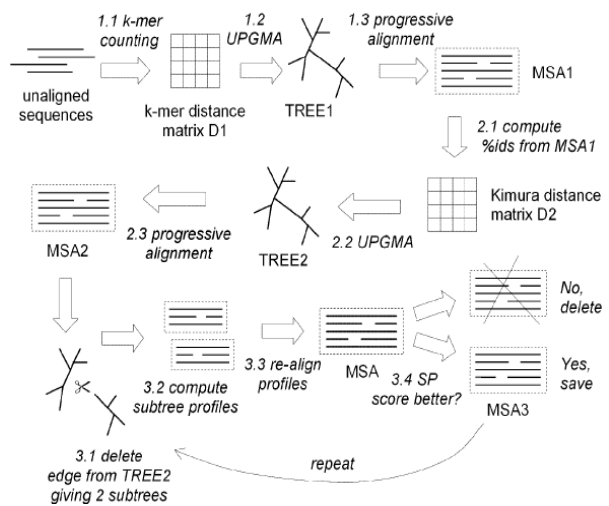 1.1 k-mer
counting
1.2
UPGMA
1.3 progressive
alignment
unaligned
sequences
k-mer distance
matrix D1
TREE1
MSA1
2.1 compute
%ids from MSA1
Kimura distance
matrix D2
2.2 UPGMA
TREE2
2.3 progressive
alignment
MSA2
3.1 delete
edge from TREE2
giving 2 subtrees
3.2 compute
subtree profiles
3.3 re-align
profiles
MSA
3.4 SP
score better?
No,
delete
Yes,
save
MSA3
repeat